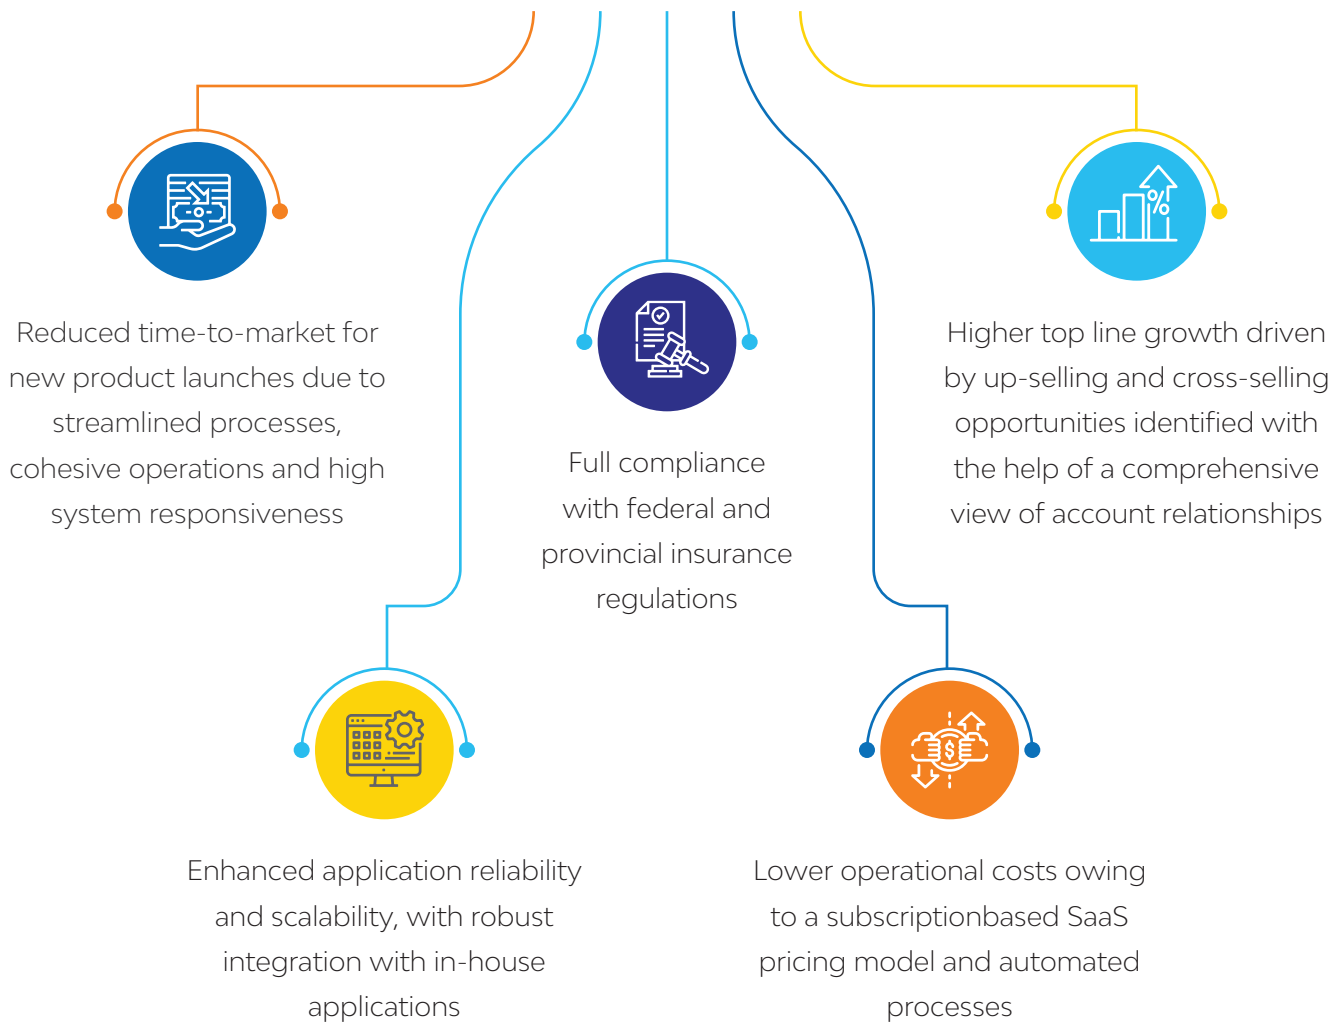 Reduced time-to-market for
new product launches due to
streamlined processes,
cohesive operations and high
system responsiveness
Full compliance
with federal and
provincial insurance
regulations
Higher top line growth driven
by up-selling and cross-selling
opportunities identified with
the help of a comprehensive
view of account relationships
Enhanced application reliability
and scalability, with robust
integration with in-house
applications
Lower operational costs owing
to a subscriptionbased SaaS
pricing model and automated
processes